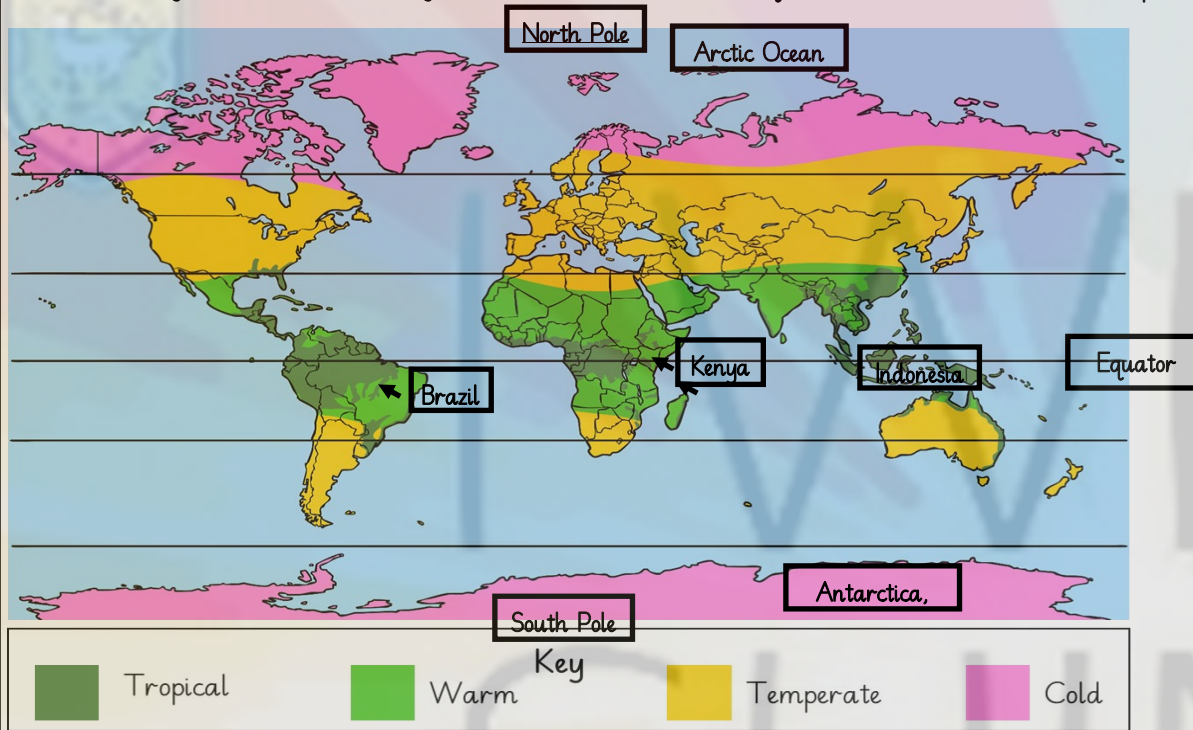 North Pole
Arctic Ocean
Kenya
Equator
Indonesia
Brazil
Antarctica,
South Pole
Key
Tropical
Warm
Temperate
Cold